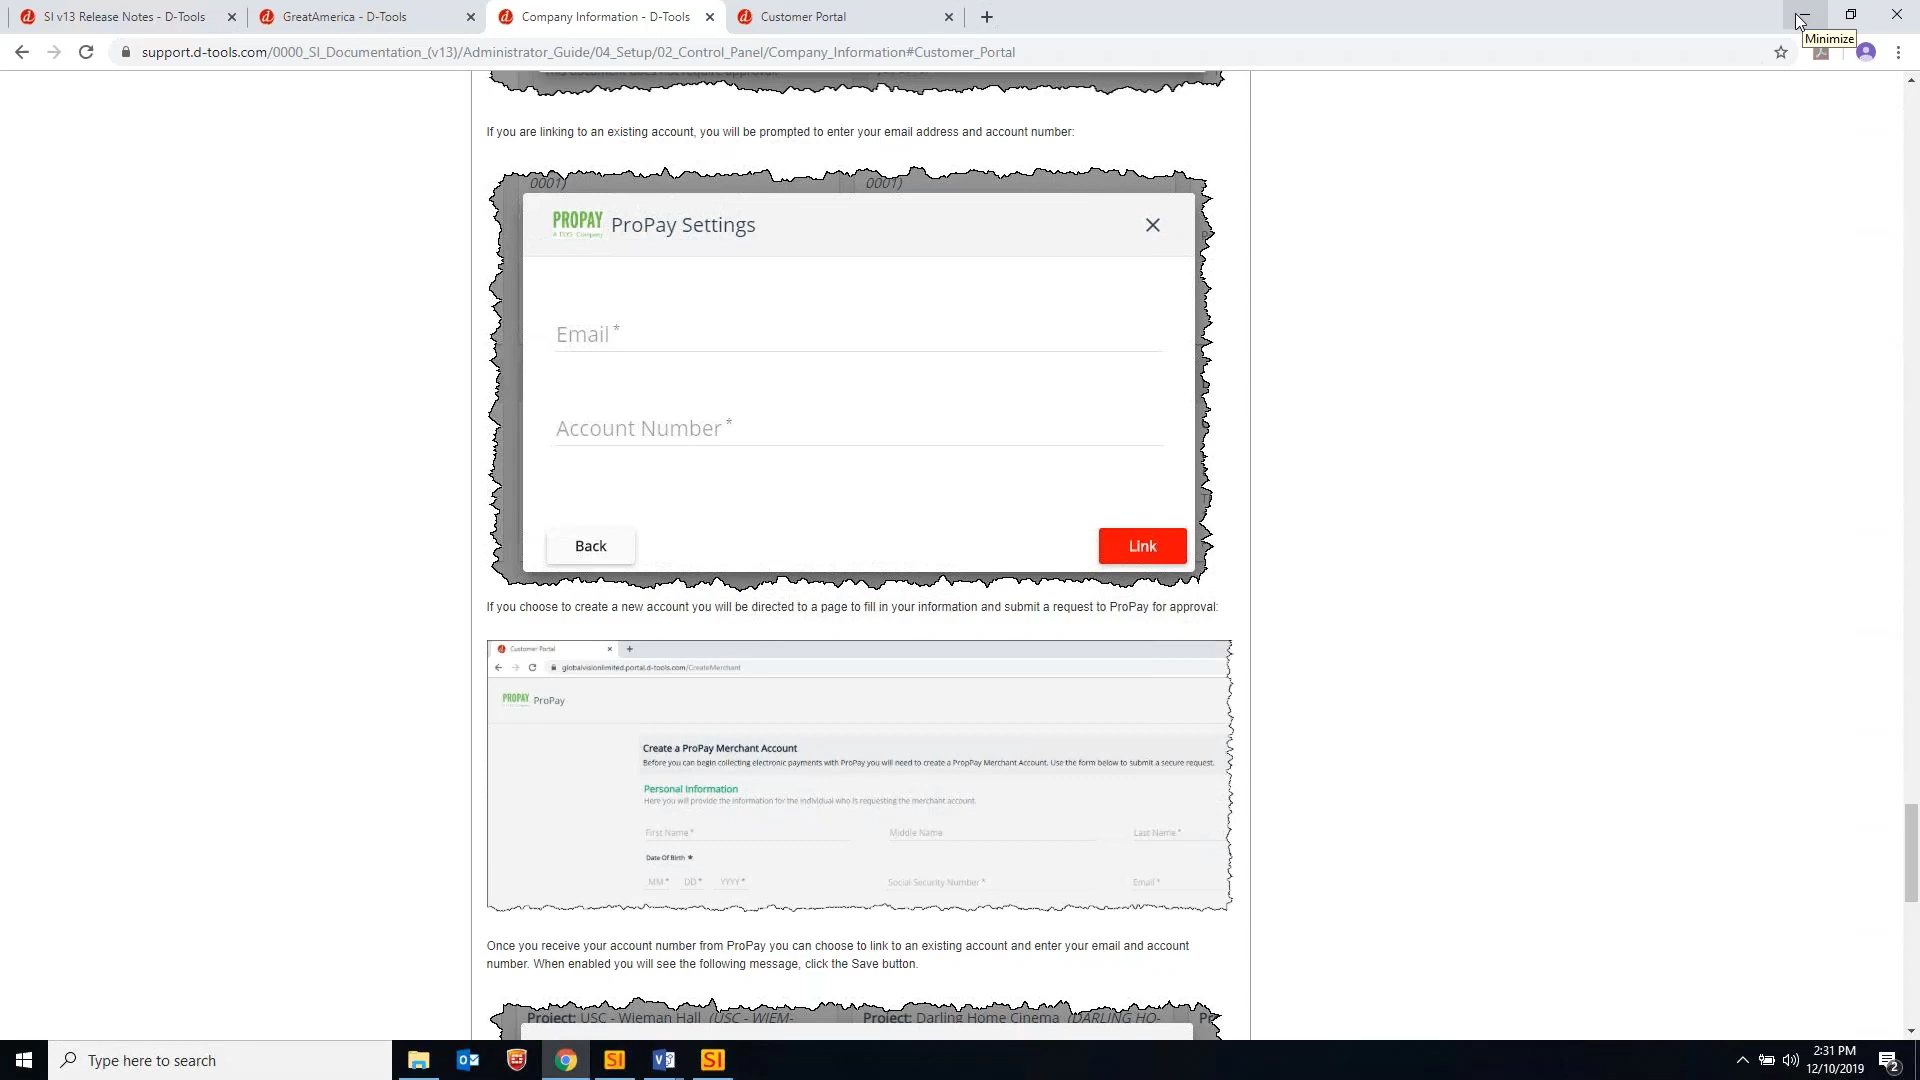 SI v13 Release Notes - D-Tools
GreatAmerica - D-Tools
Company Information - D-Tools
Customer Portal
Minimize
support.d-tools.com/0000_SI_Documentation_(v13)/Administrator_Guide/04_Setup/02_Control_Panel/Company_Information#Customer_Portal
This document does not require approval.
If you are linking to an existing account, you will be prompted to enter your email address and account number:
0001) 0001)
PROPAY
A TSYS Company
ProPay Settings
Email *
Account Number *
Back
Link
If you choose to create a new account you will be directed to a page to fill in your information and submit a request to ProPay for approval:
Customer Portal
globalvisionlimited.portal.d-tools.com/CreateMerchant
PROPAY ProPay
Create a ProPay Merchant Account
Before you can begin collecting electronic payments with ProPay you will need to create a PropPay Merchant Account. Use the form below to submit a secure request.
Personal Information
Here you will provide the information for the individual who is requesting the merchant account.
First Name * Middle Name Last Name *
Date Of Birth *
MM * DD * YYYY * Social Security Number * Email *
Once you receive your account number from ProPay you can choose to link to an existing account and enter your email and account
number. When enabled you will see the following message, click the Save button.
Project: USC - Wieman Hall (USC - WIEM- Project: Darling Home Cinema (DARLING HO-
Type here to search
2:31 PM
12/10/2019
2